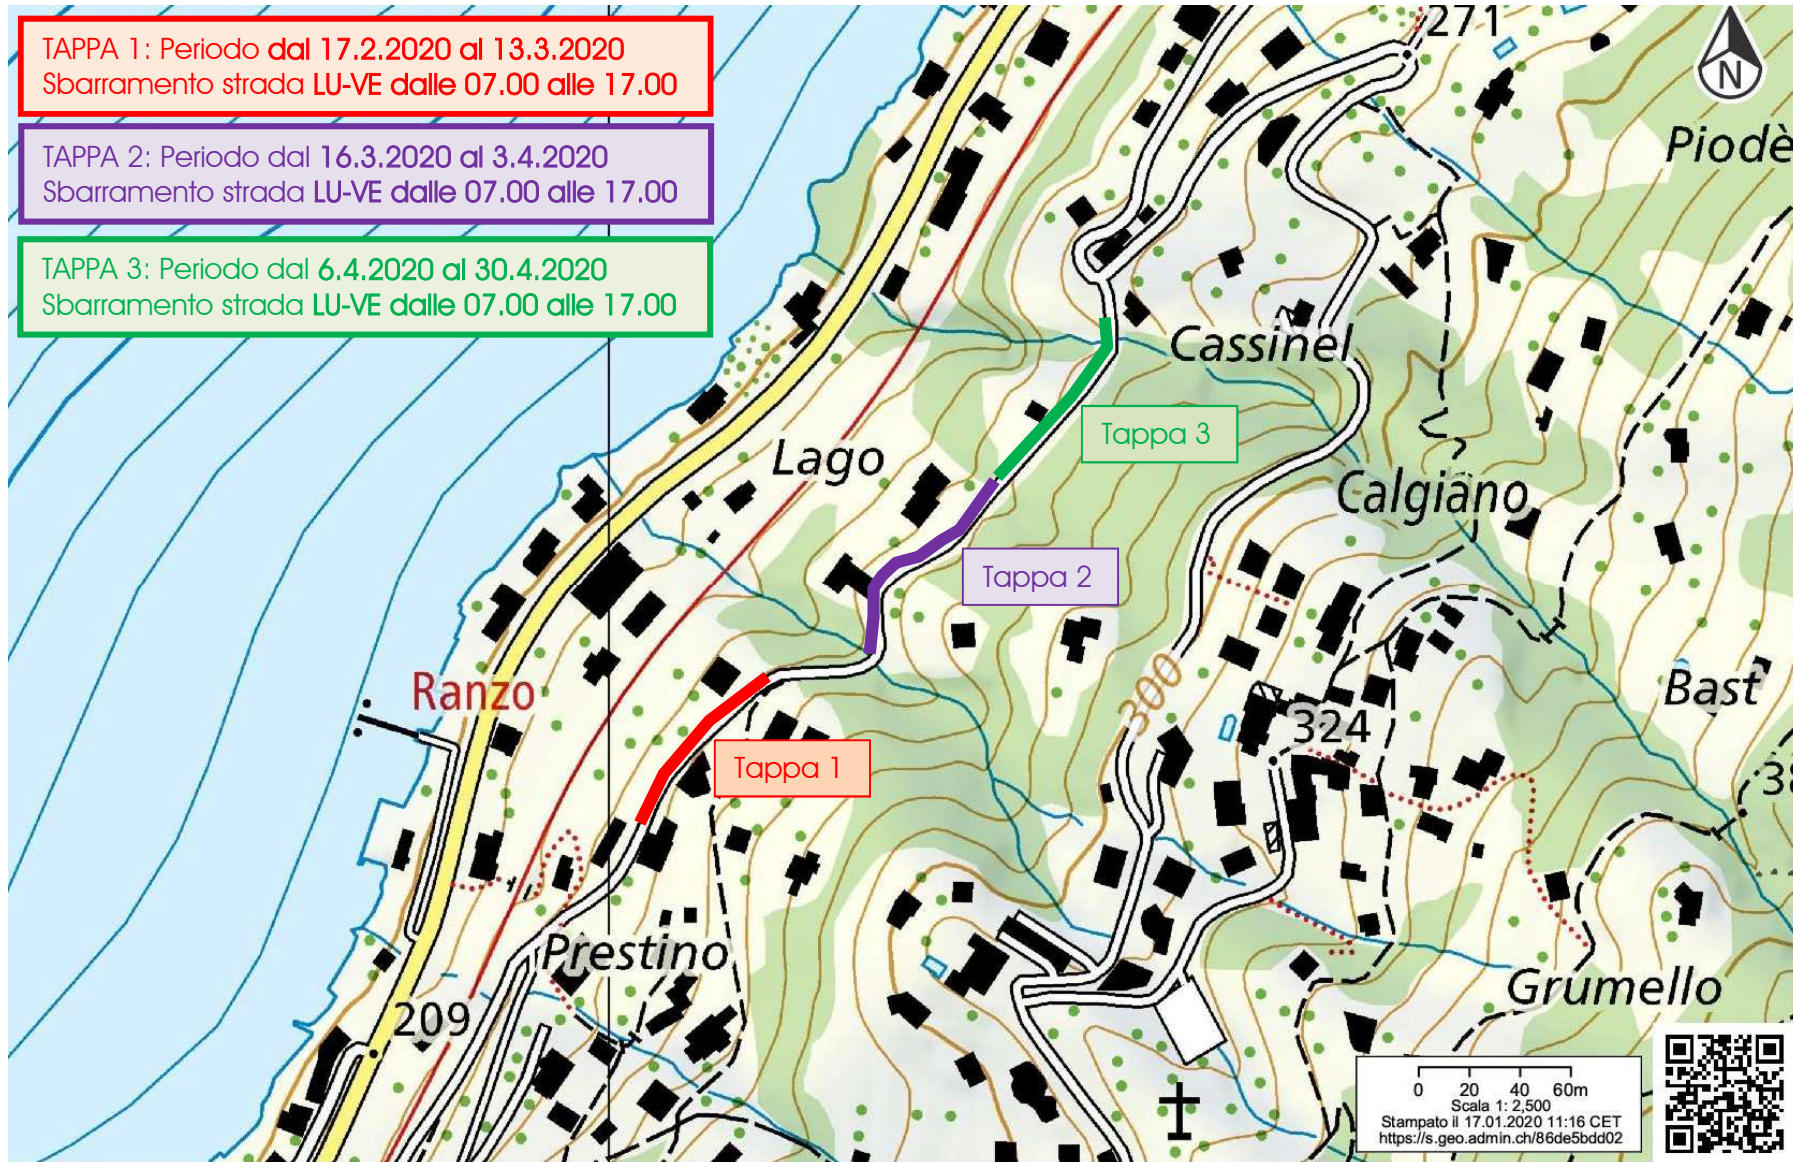 TAPPA 1: Periodo dal 17.2.2020 al 13.3.2020
Sbarramento strada LU-VE dalle 07.00 alle 17.00
TAPPA 2: Periodo dal 16.3.2020 al 3.4.2020
Sbarramento strada LU-VE dalle 07.00 alle 17.00
TAPPA 3: Periodo dal 6.4.2020 al 30.4.2020
Sbarramento strada LU-VE dalle 07.00 alle 17.00
271
N
Piodè
Cassinel
Tappa 3
Lago
Calgiano
Tappa 2
Ranzo
300
Bast
324
Tappa 1
38
Prestino
Grumello
209
0 20 40 60m
Scala 1: 2,500
Stampato il 17.01.2020 11:16 CET
https://s.geo.admin.ch/86de5bdd02